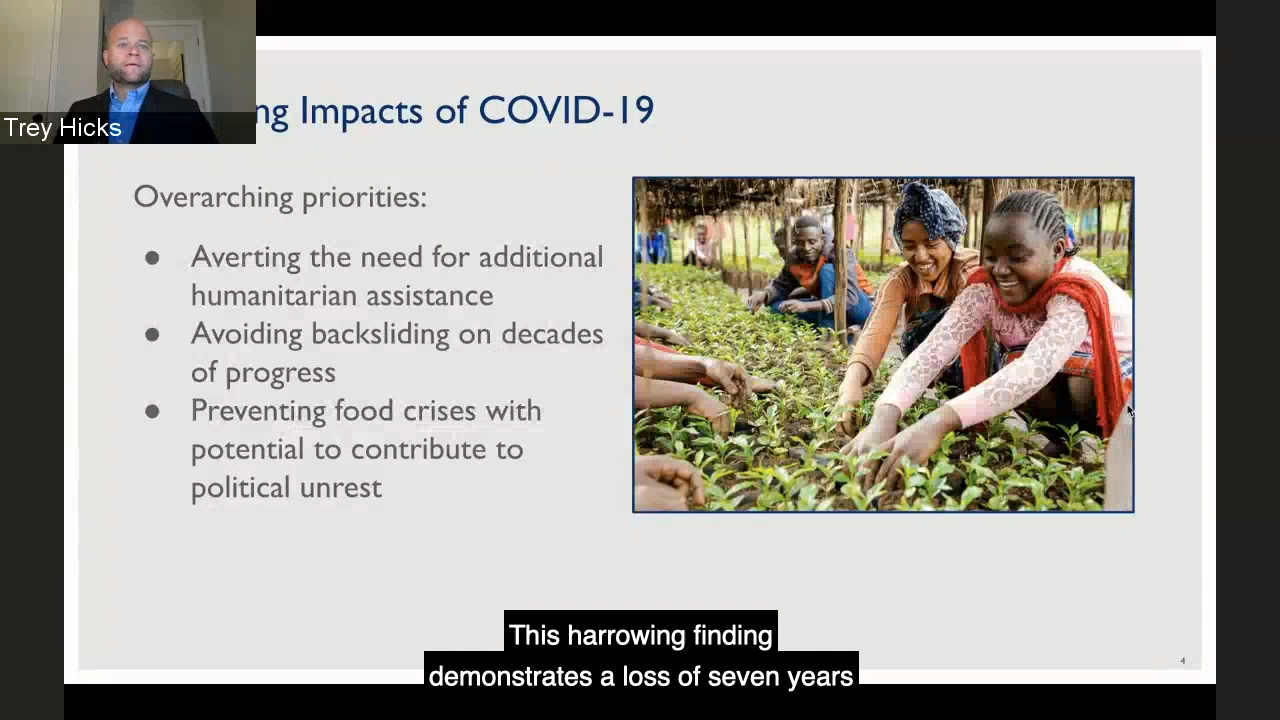 Trey Hicks
ng Impacts of COVID-19
Overarching priorities:
● Averting the need for additional
humanitarian assistance
● Avoiding backsliding on decades
of progress
● Preventing food crises with
potential to contribute to
political unrest
This harrowing finding
demonstrates a loss of seven years
4